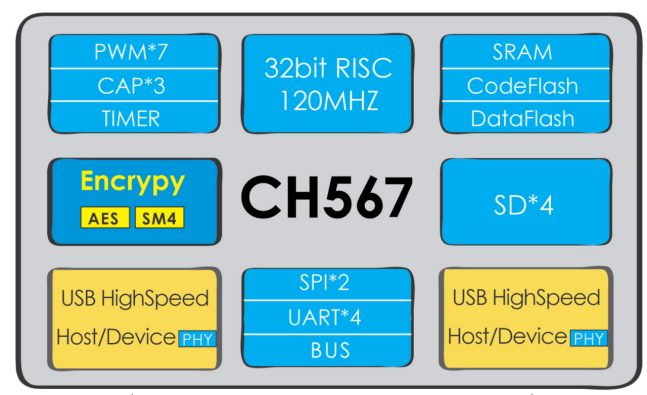 PWM*7
CAP*3
TIMER
32bit RISC
120MHZ
SRAM
CodeFlash
DataFlash
Encrypy
AES SM4
CH567
SD*4
USB HighSpeed
Host/Device PHY
SPI*2
UART*4
BUS
USB HighSpeed
Host/Device PHY